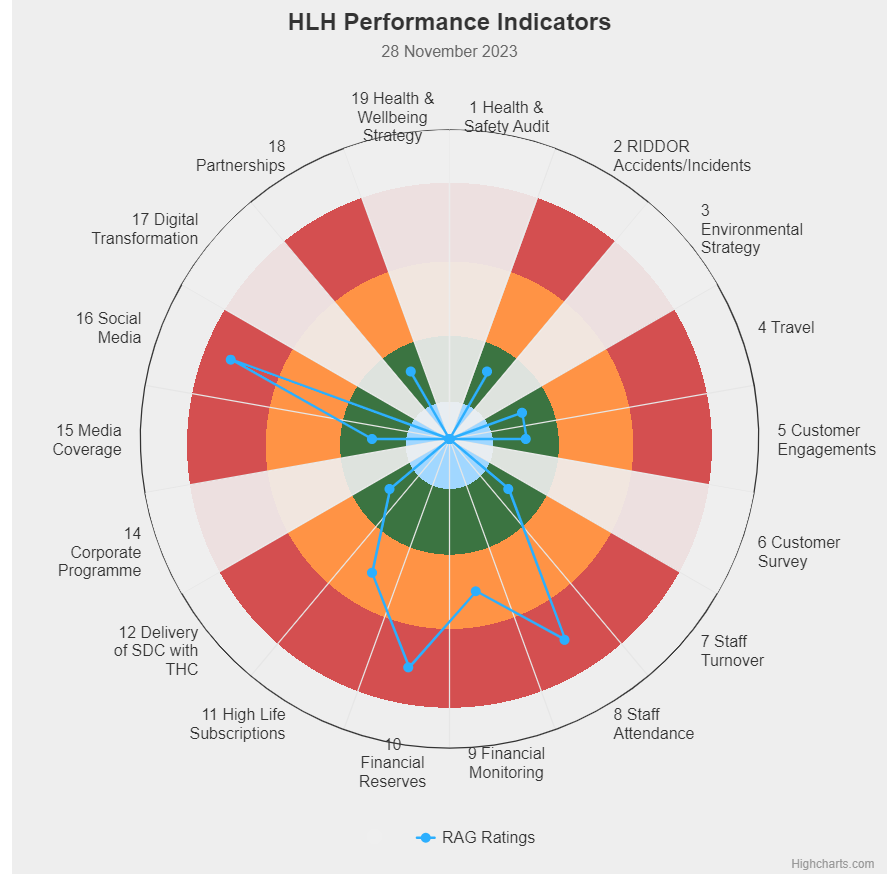 HLH Performance Indicators
28 November 2023
19 Health &
Wellbeing
Strategy
1 Health &
Safety Audit
2 RIDDOR
Accidents/Incidents
3
Environmental
Strategy
4 Travel
5 Customer
Engagements
6 Customer
Survey
7 Staff
Turnover
8 Staff
Attendance
9 Financial
Monitoring
10
Financial
Reserves
11 High Life
Subscriptions
12 Delivery
of SDC with
THC
14
Corporate
Programme
15 Media
Coverage
16 Social
Media
17 Digital
Transformation
18
Partnerships
RAG Ratings
Highcharts.com